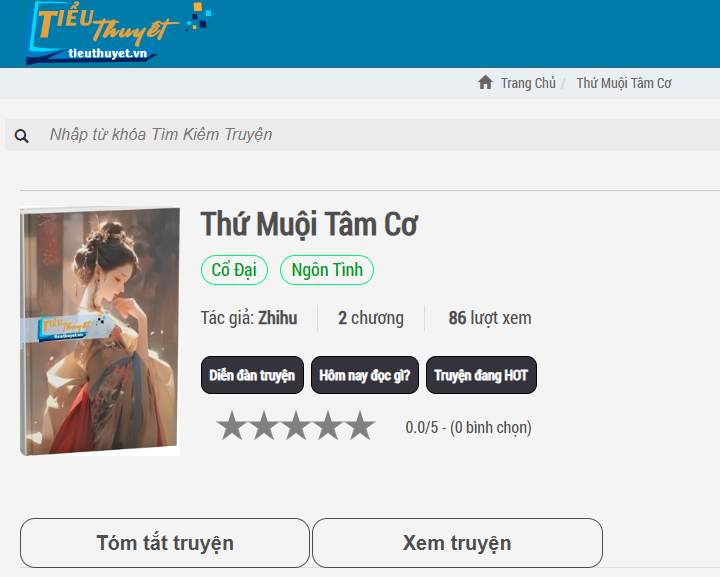 TIỂU
Thuyết
tieuthuyet.vn
Trang Chủ / Thứ Muội Tâm Cơ
Nhập từ khóa Tìm Kiếm Truyện
Thứ Muội Tâm Cơ
Cổ Đại Ngôn Tình
Tác giả: Zhihu 2 chương 86 lượt xem
TIỂU
Thuyết
tieuthuyet.vn
Diễn đàn truyện Hôm nay đọc gì? Truyện đang HOT
0.0/5 - (0 bình chọn)
Tóm tắt truyện Xem truyện